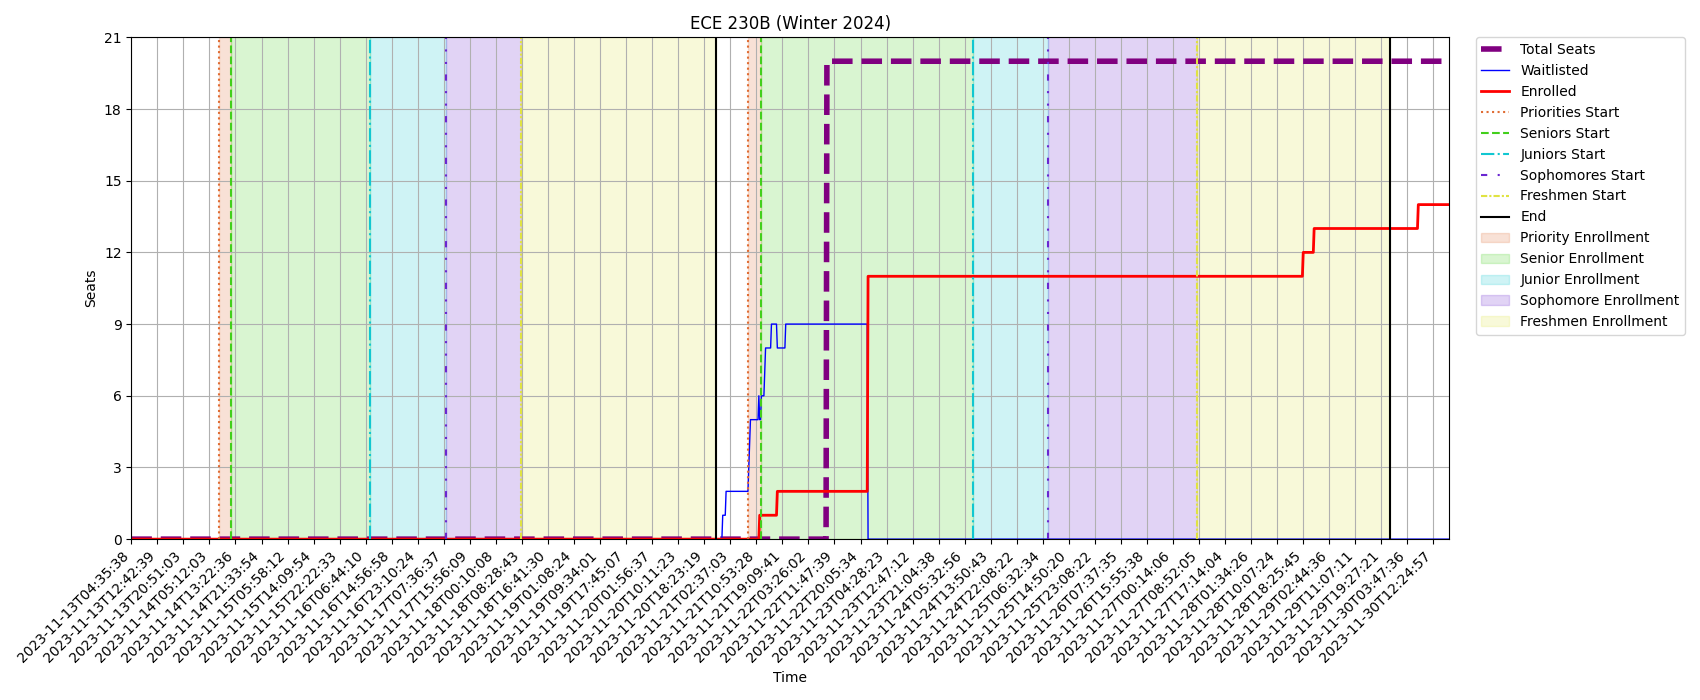 ECE 230B (Winter 2024)
21
18
15
12
9
6
3
0
Seats
2023-11-13T04:35:38
2023-11-13T12:42:39
2023-11-13T20:51:03
2023-11-14T05:12:03
2023-11-14T13:22:36
2023-11-14T21:33:54
2023-11-15T05:58:12
2023-11-15T14:09:54
2023-11-15T22:22:33
2023-11-16T06:44:10
2023-11-16T14:56:58
2023-11-16T23:10:24
2023-11-17T07:36:37
2023-11-17T15:56:09
2023-11-18T00:10:08
2023-11-18T08:28:43
2023-11-18T16:41:30
2023-11-19T01:08:24
2023-11-19T09:34:01
2023-11-19T17:45:07
2023-11-20T01:56:37
2023-11-20T10:11:23
2023-11-20T18:23:19
2023-11-21T02:37:03
2023-11-21T10:53:28
2023-11-21T19:09:41
2023-11-22T03:26:02
2023-11-22T11:47:39
2023-11-22T20:05:34
2023-11-23T04:28:23
2023-11-23T12:47:12
2023-11-23T21:04:38
2023-11-24T05:32:56
2023-11-24T13:50:43
2023-11-24T22:08:22
2023-11-25T06:32:34
2023-11-25T14:50:20
2023-11-25T23:08:22
2023-11-26T07:37:35
2023-11-26T15:55:38
2023-11-27T00:14:06
2023-11-27T08:52:05
2023-11-27T17:14:04
2023-11-28T01:34:26
2023-11-28T10:07:24
2023-11-28T18:25:45
2023-11-29T02:44:36
2023-11-29T11:07:11
2023-11-29T19:27:21
2023-11-30T03:47:36
2023-11-30T12:24:57
Time
Total Seats
Waitlisted
Enrolled
Priorities Start
Seniors Start
Juniors Start
Sophomores Start
Freshmen Start
End
Priority Enrollment
Senior Enrollment
Junior Enrollment
Sophomore Enrollment
Freshmen Enrollment